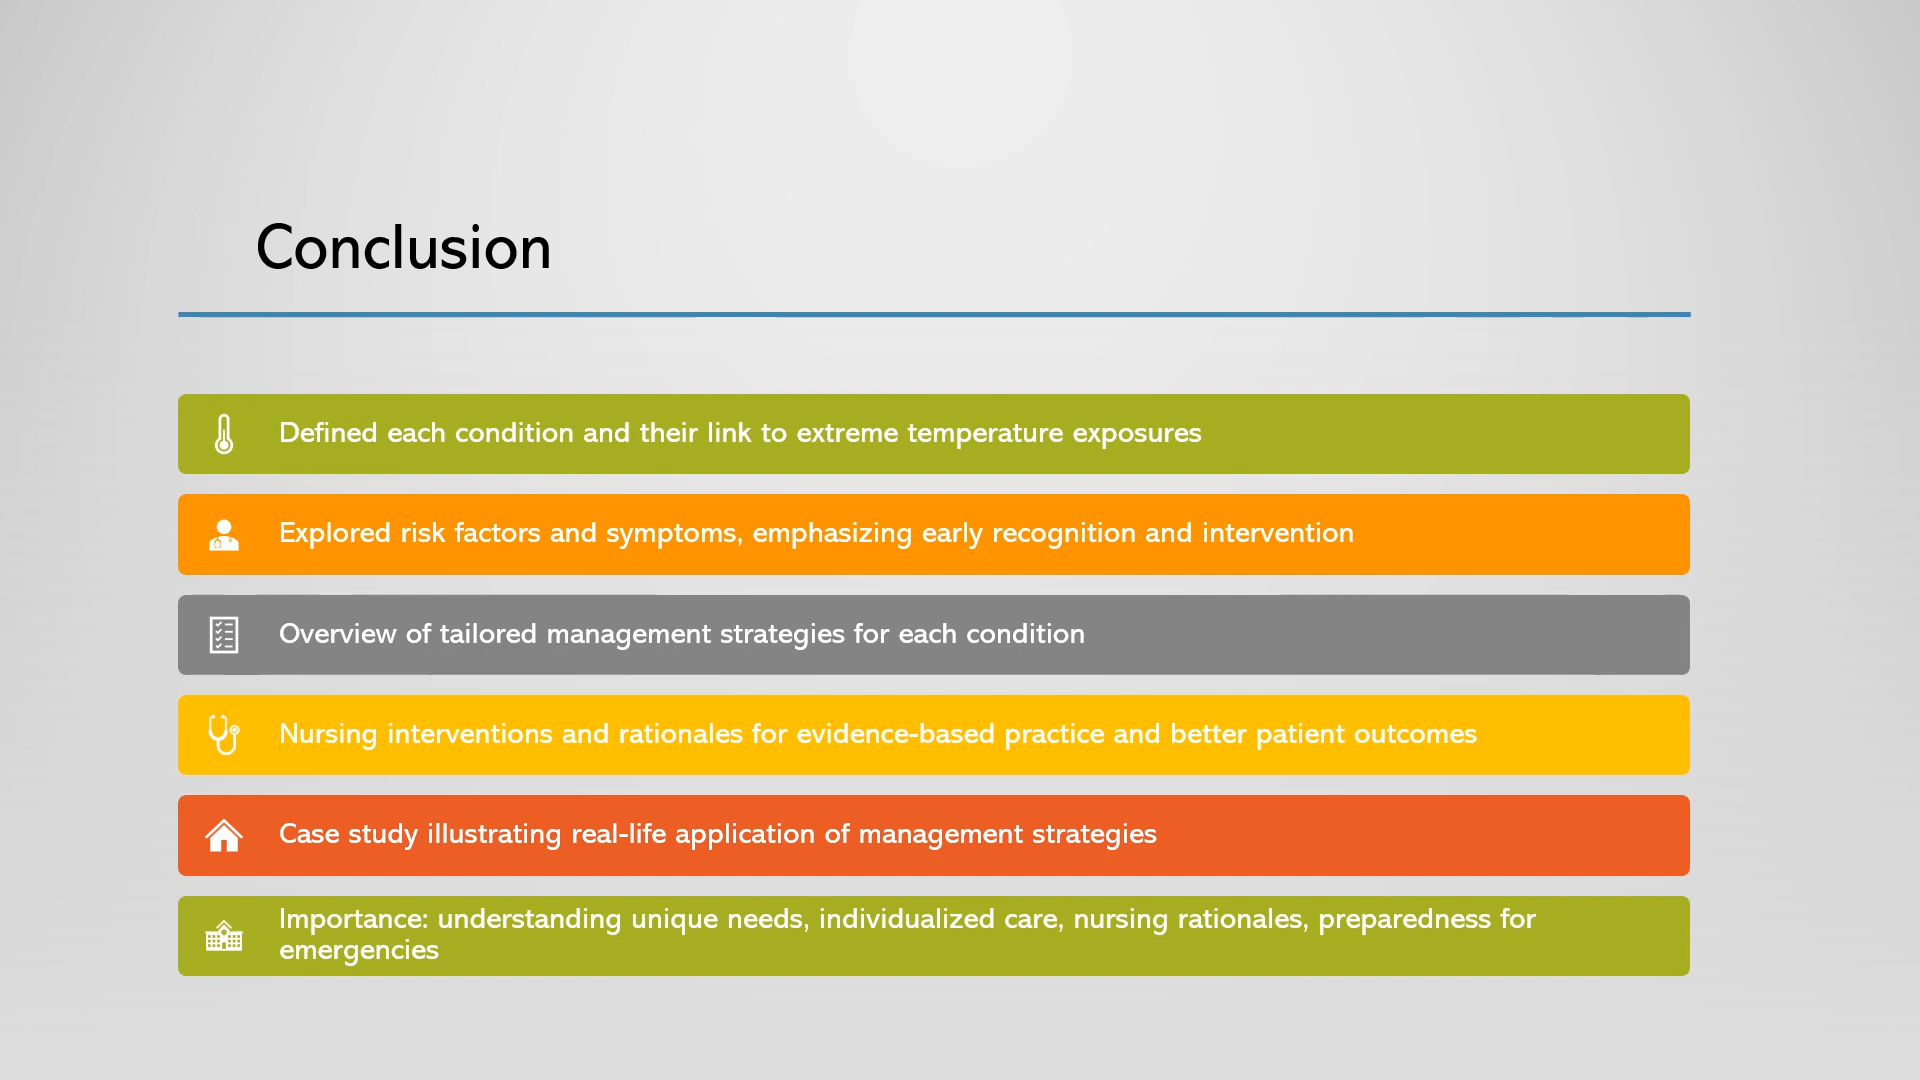 Conclusion
Defined each condition and their link to extreme temperature exposures
Explored risk factors and symptoms, emphasizing early recognition and intervention
Overview of tailored management strategies for each condition
Nursing interventions and rationales for evidence-based practice and better patient outcomes
Case study illustrating real-life application of management strategies
Importance: understanding unique needs, individualized care, nursing rationales, preparedness for
emergencies